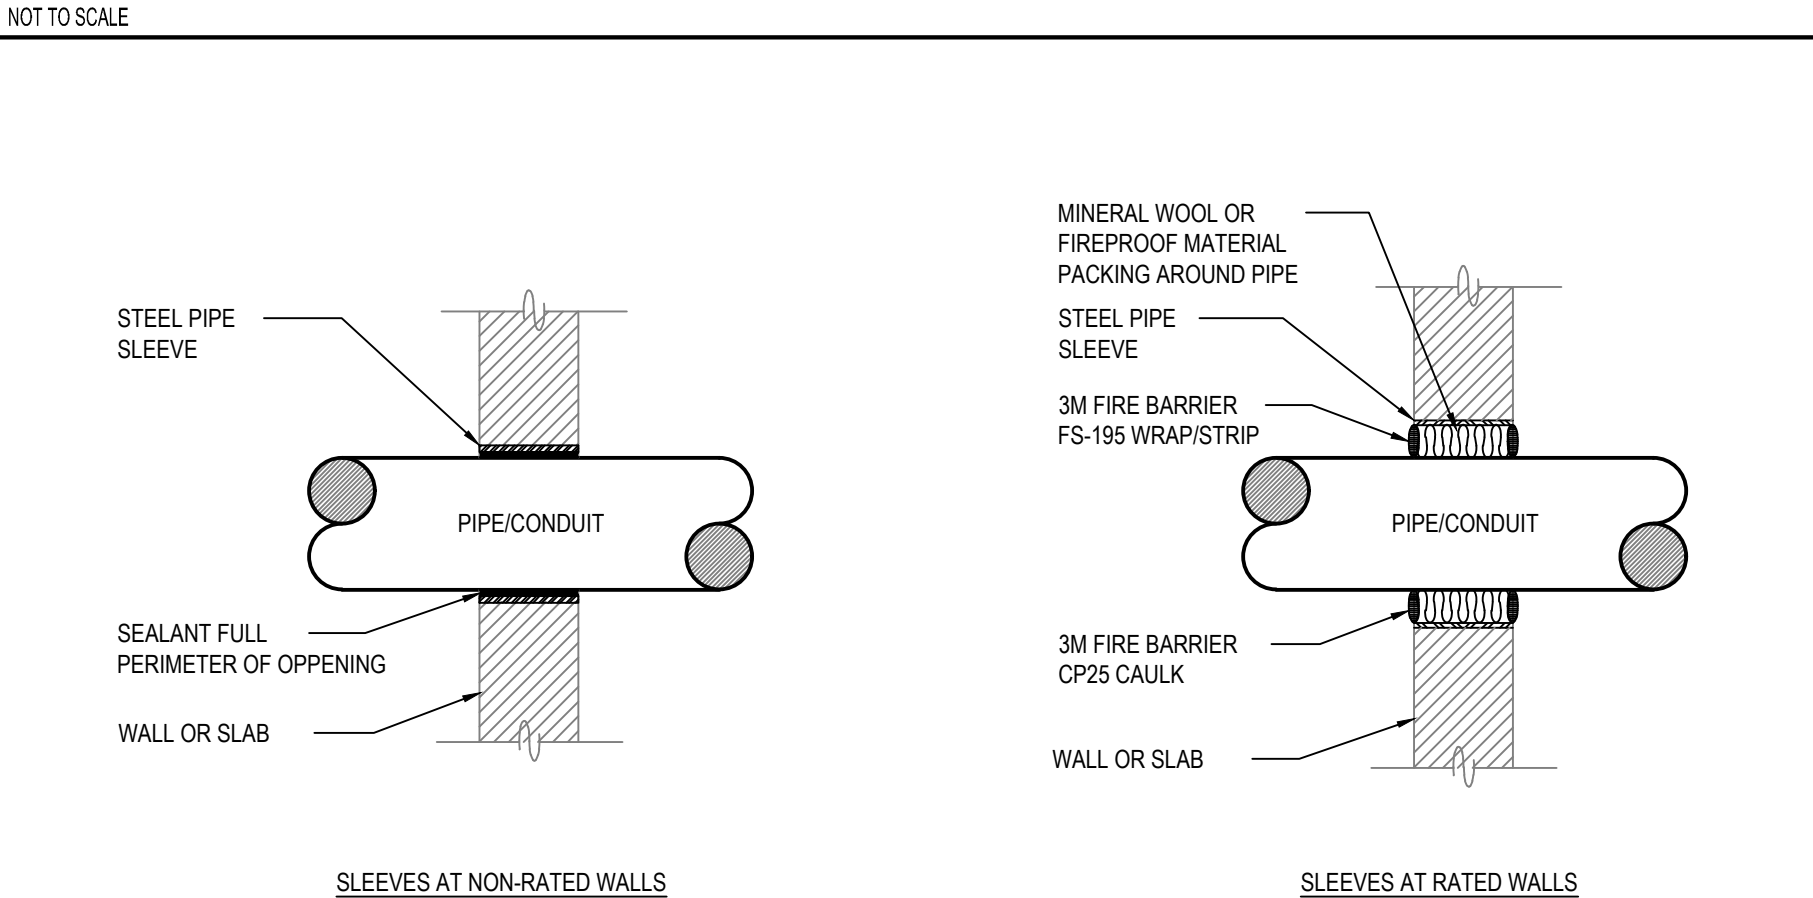 NOT TO SCALE
STEEL PIPE
SLEEVE
PIPE/CONDUIT
SEALANT FULL
PERIMETER OF OPPENING
WALL OR SLAB
SLEEVES AT NON-RATED WALLS
MINERAL WOOL OR
FIREPROOF MATERIAL
PACKING AROUND PIPE
STEEL PIPE
SLEEVE
3M FIRE BARRIER
FS-195 WRAP/STRIP
PIPE/CONDUIT
3M FIRE BARRIER
CP25 CAULK
WALL OR SLAB
SLEEVES AT RATED WALLS